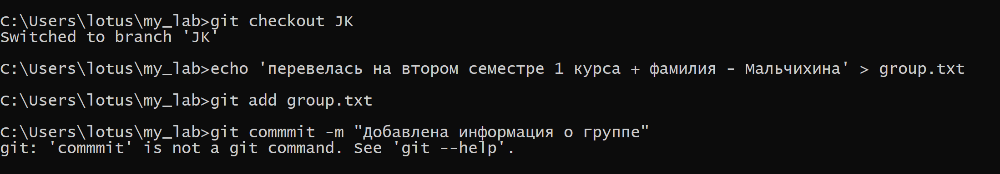 C:\Users\lotus\my_lab>git checkout JK
Switched to branch 'JK'
C:\Users\lotus\my_lab>echo 'перевелась на втором семестре 1 курса + фамилия - Мальчихина' > group.txt
C:\Users\lotus\my_lab>git add group.txt
C:\Users\lotus\my_lab>git commmit -m "Добавлена информация о группе"
git: 'commmit' is not a git command. See 'git --help'.